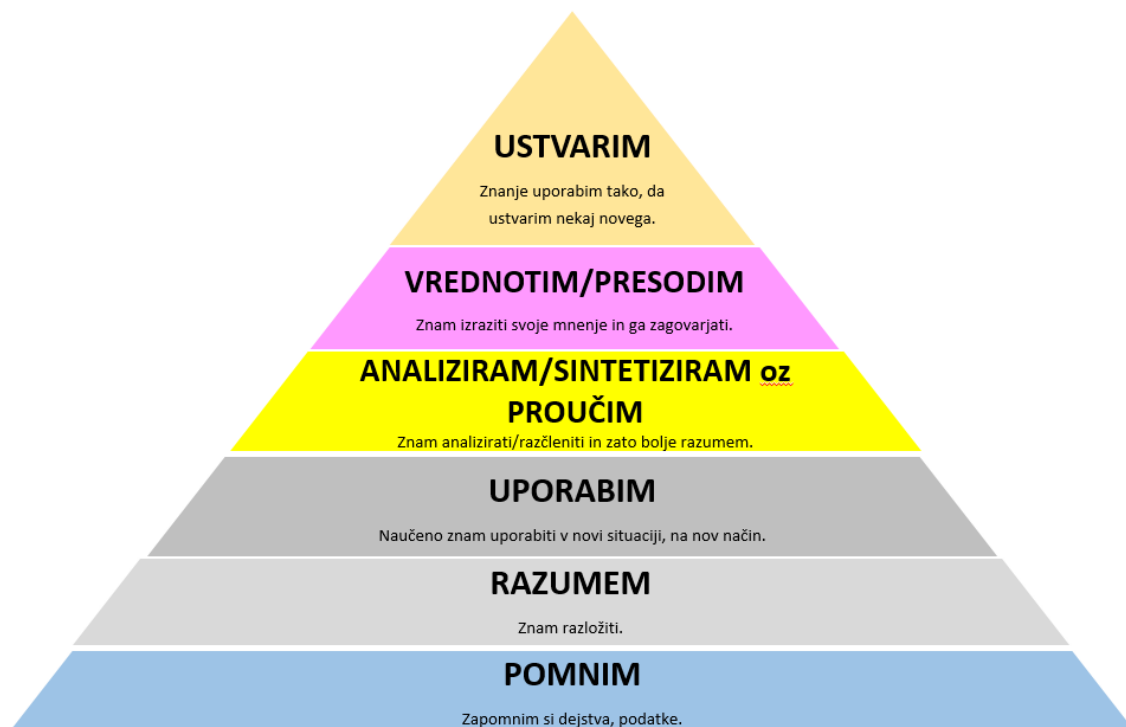 USTVARIM
Znanje uporabim tako, da
ustvarim nekaj novega.
VREDNOTIM/PRESODIM
Znam izraziti svoje mnenje in ga zagovarjati.
ANALIZIRAM/SINTETIZIRAM oz
PROUČIM
Znam analizirati/razčleniti in zato bolje razumem.
UPORABIM
Naučeno znam uporabiti v novi situaciji, na nov način.
RAZUMEM
Znam razložiti.
POMNIM
Zapomnim si dejstva, podatke.